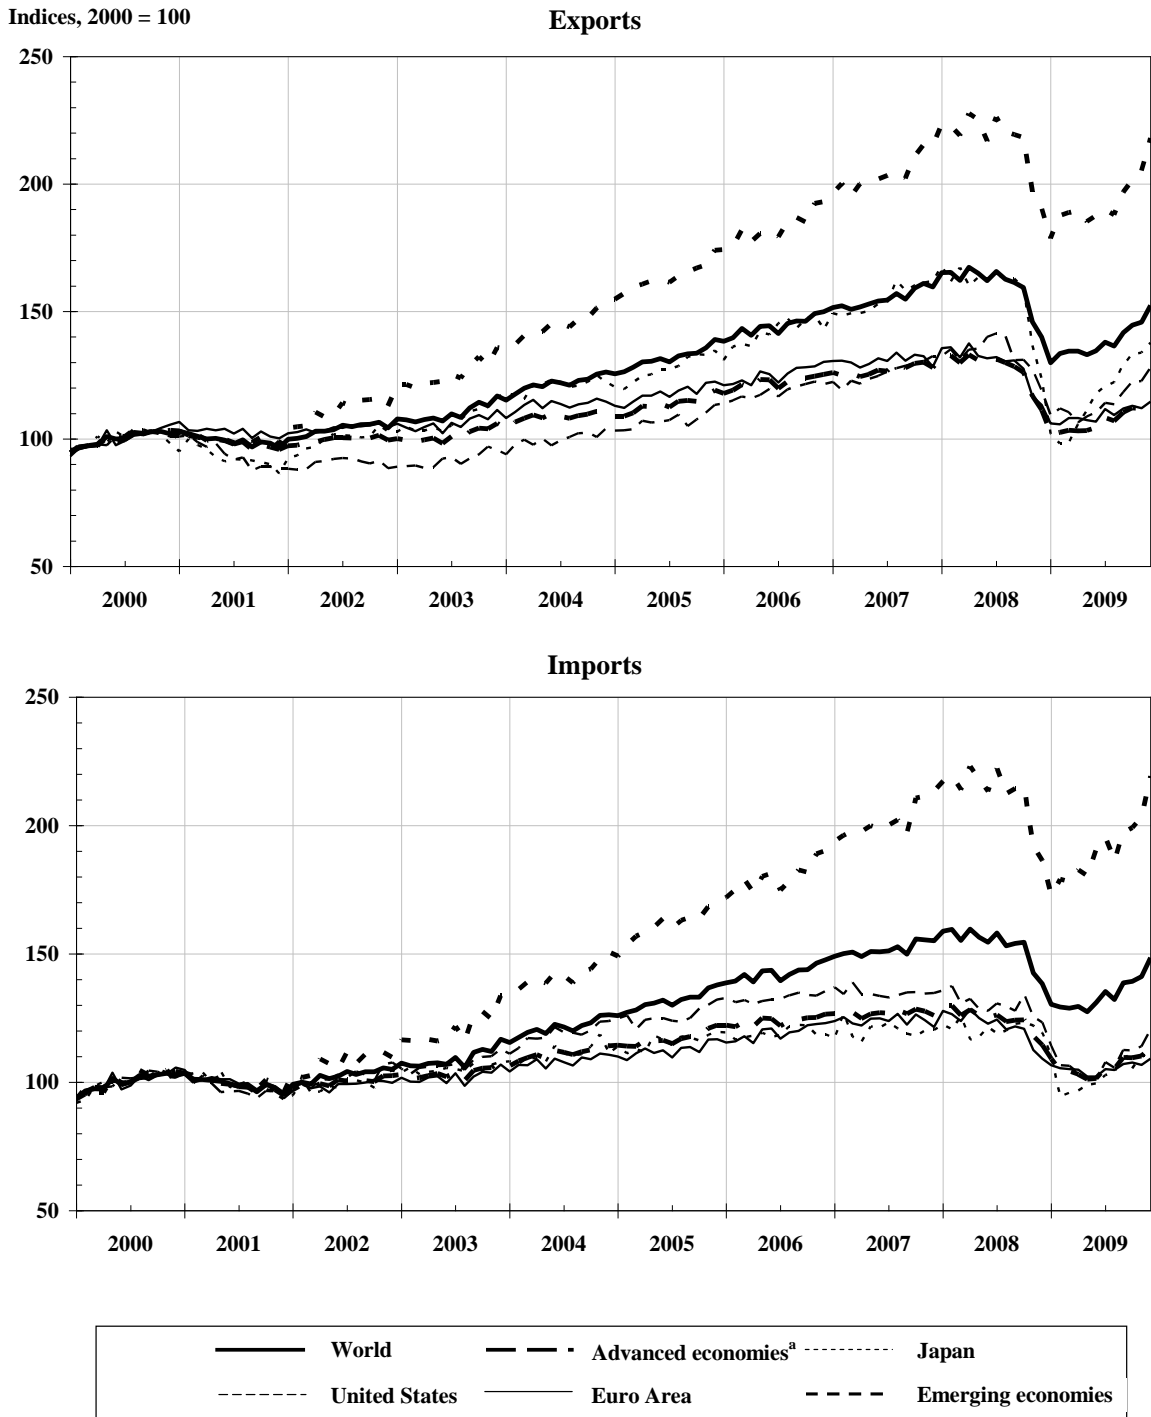 Indices, 2000 = 100
Exports
250
200
150
100
50
2000 2001 2002 2003 2004 2005 2006 2007 2008 2009
Imports
250
200
150
100
50
2000 2001 2002 2003 2004 2005 2006 2007 2008 2009
World Advanced economiesᵃ Japan
United States Euro Area Emerging economies